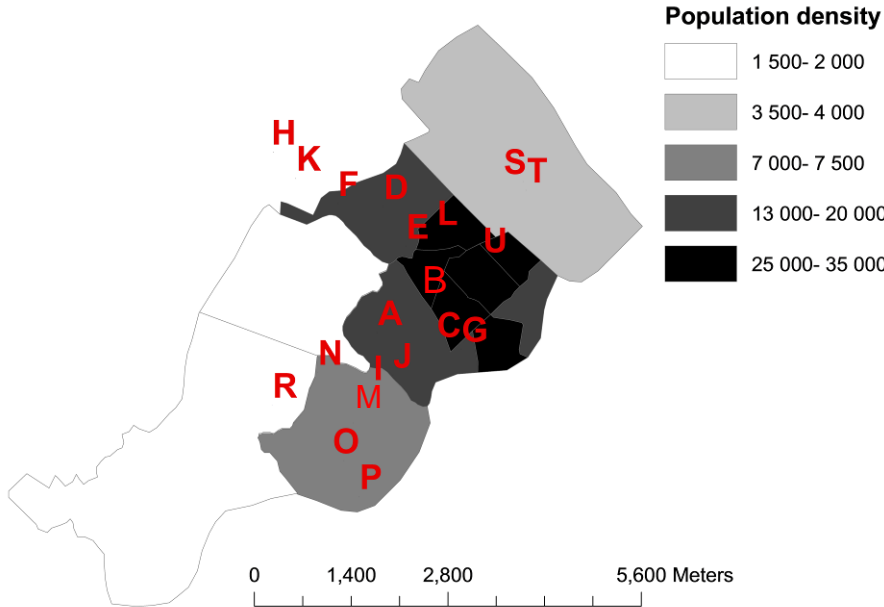 Population density
1 500- 2 000
3 500- 4 000
7 000- 7 500
13 000- 20 000
25 000- 35 000
H
K
F
D
S
T
E
L
U
B
A
C
G
N
I
J
R
M
O
P
0
1,400
2,800
5,600 Meters